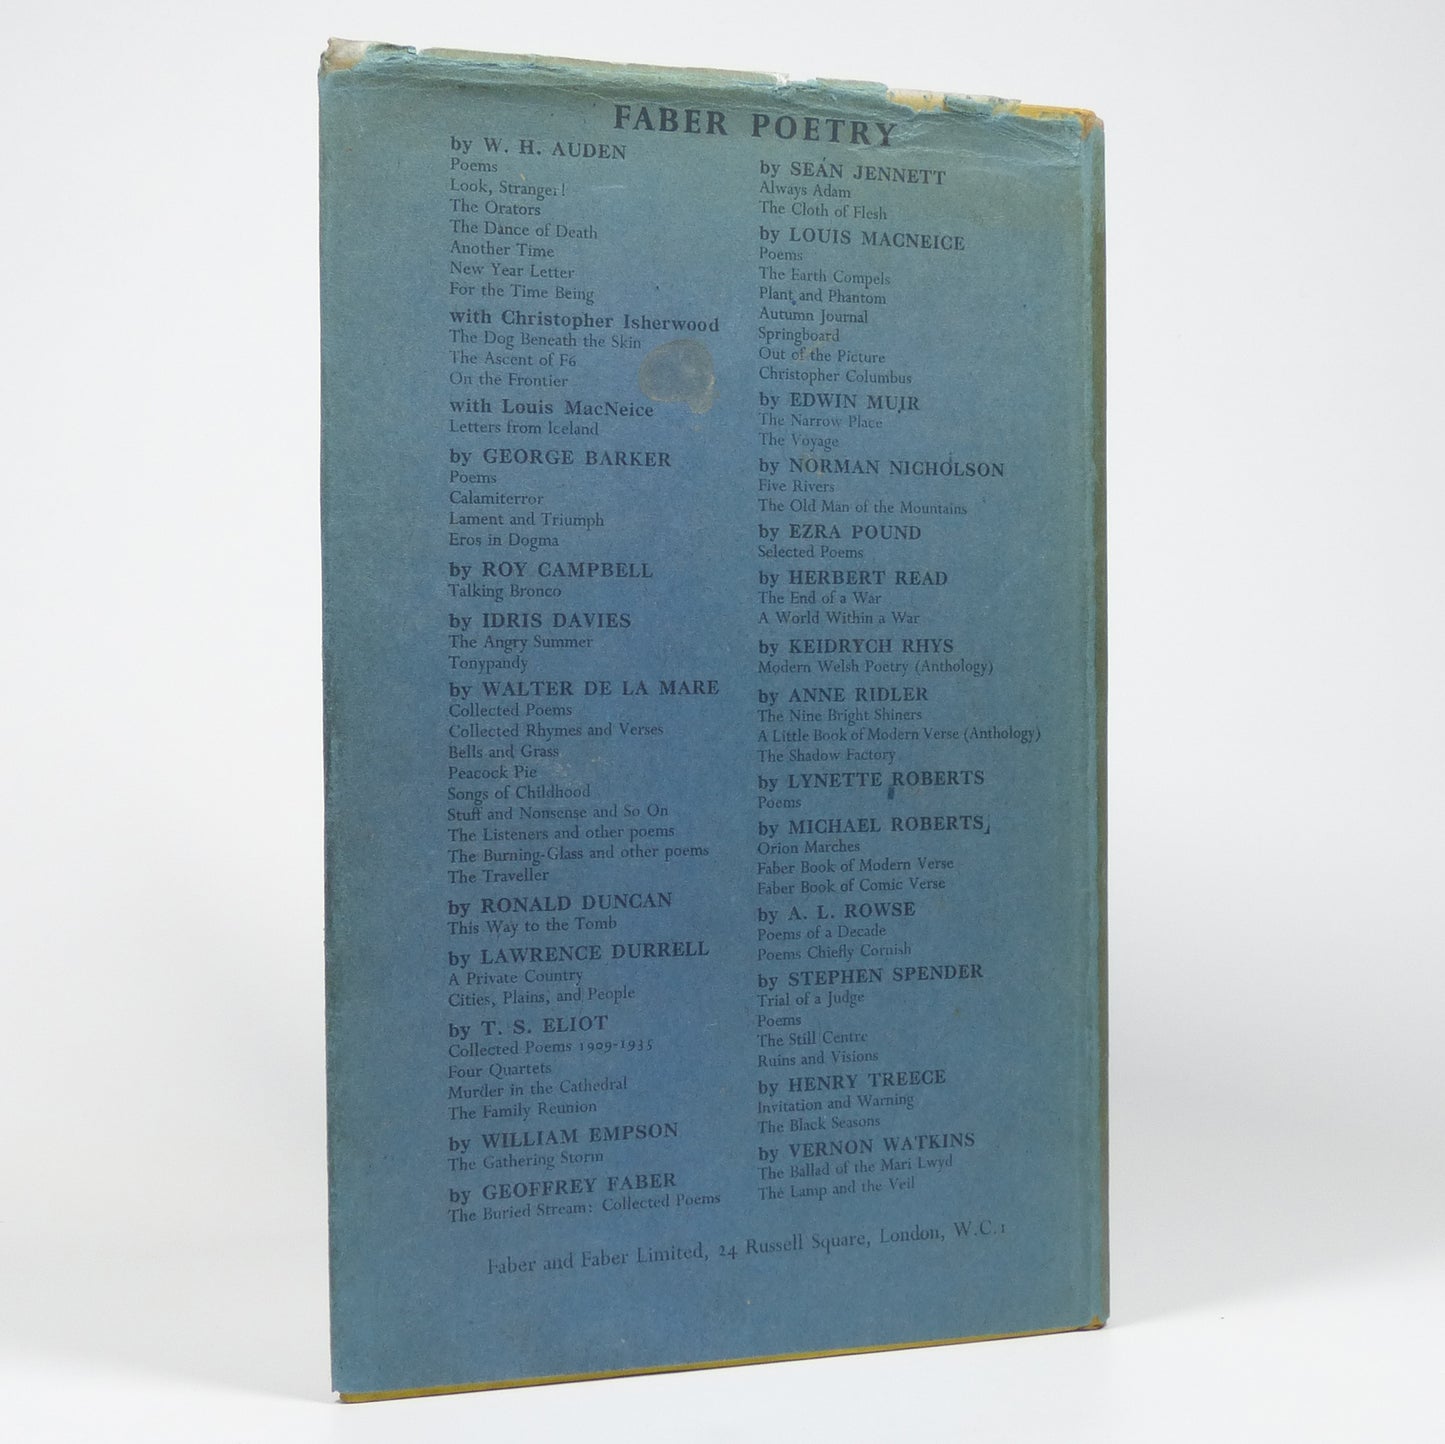 FABER POETRY
by W. H. AUDEN
Poems
Look, Stranger!
The Orators
The Dance of Death
Another Time
New Year Letter
For the Time Being
with Christopher Isherwood
The Dog Beneath the Skin
The Ascent of F6
On the Frontier
with Louis MacNeice
Letters from Iceland
by GEORGE BARKER
Poems
Calamiterror
Lament and Triumph
Eros in Dogma
by ROY CAMPBELL
Talking Bronco
by IDRIS DAVIES
The Angry Summer
Tonypandy
by WALTER DE LA MARE
Collected Poems
Collected Rhymes and Verses
Bells and Grass
Peacock Pie
Songs of Childhood
Stuff and Nonsense and So On
The Listeners and other poems
The Burning-Glass and other poems
The Traveller
by RONALD DUNCAN
This Way to the Tomb
by LAWRENCE DURRELL
A Private Country
Cities, Plains, and People
by T. S. ELIOT
Collected Poems 1909-1935
Four Quartets
Murder in the Cathedral
The Family Reunion
by WILLIAM EMPSON
The Gathering Storm
by GEOFFREY FABER
The Buried Stream: Collected Poems
by SEÁN JENNETT
Always Adam
The Cloth of Flesh
by LOUIS MACNEICE
Poems
The Earth Compels
Plant and Phantom
Autumn Journal
Springboard
Out of the Picture
Christopher Columbus
by EDWIN MUIR
The Narrow Place
The Voyage
by NORMAN NICHOLSON
Five Rivers
The Old Man of the Mountains
by EZRA POUND
Selected Poems
by HERBERT READ
The End of a War
A World Within a War
by KEIDRYCH RHYS
Modern Welsh Poetry (Anthology)
by ANNE RIDLER
The Nine Bright Shiners
A Little Book of Modern Verse (Anthology)
The Shadow Factory
by LYNETTE ROBERTS
Poems
by MICHAEL ROBERTS
Orion Marches
Faber Book of Modern Verse
Faber Book of Comic Verse
by A. L. ROWSE
Poems of a Decade
Poems Chiefly Cornish
by STEPHEN SPENDER
Trial of a Judge
Poems
The Still Centre
Ruins and Visions
by HENRY TREECE
Invitation and Warning
The Black Seasons
by VERNON WATKINS
The Ballad of the Mari Lwyd
The Lamp and the Veil
Faber and Faber Limited, 24 Russell Square, London, W.C.1